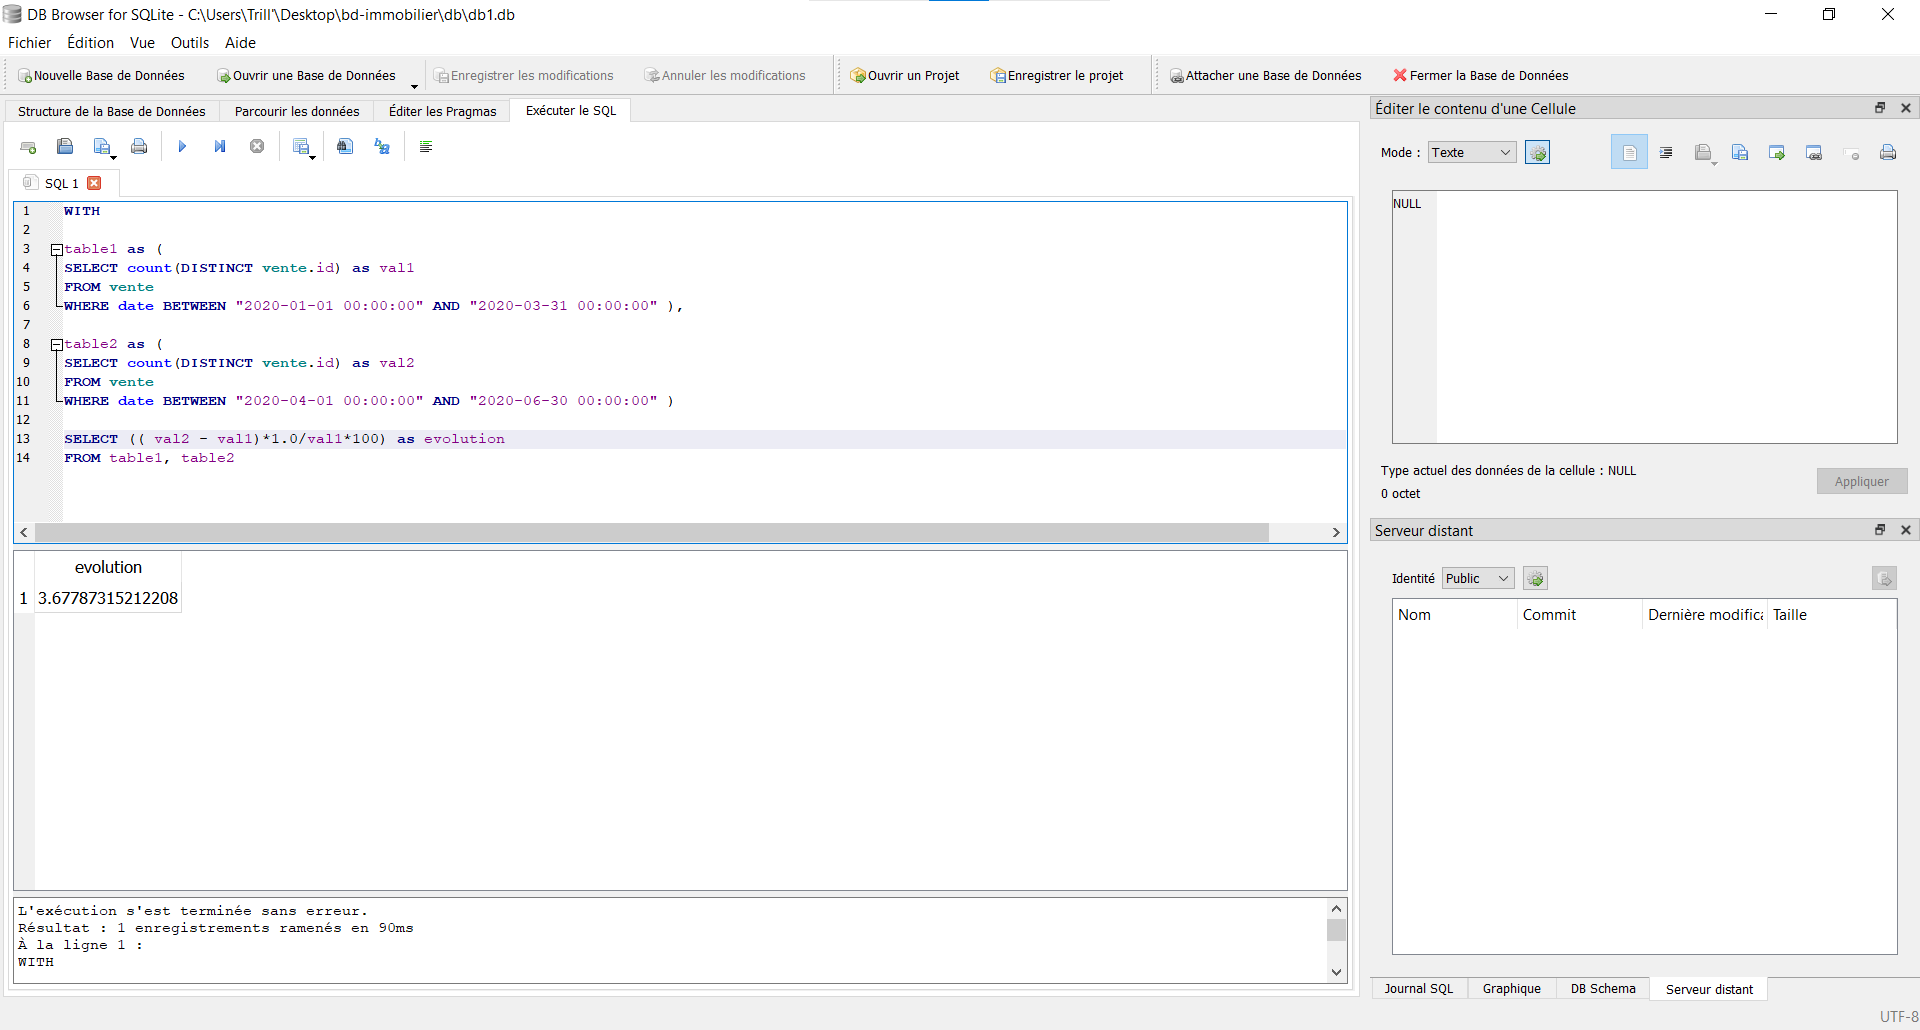 DB Browser for SQLite - C:\Users\Trill'\Desktop\bd-immobilier\db\db1.db
Fichier Édition Vue Outils Aide
Nouvelle Base de Données Ouvrir une Base de Données Enregistrer les modifications Annuler les modifications Ouvrir un Projet Enregistrer le projet Attacher une Base de Données Fermer la Base de Données
Structure de la Base de Données Parcourir les données Éditer les Pragmas Exécuter le SQL
SQL 1
1 WITH
2
3 table1 as (
4 SELECT count(DISTINCT vente.id) as val1
5 FROM vente
6 WHERE date BETWEEN "2020-01-01 00:00:00" AND "2020-03-31 00:00:00" ),
7
8 table2 as (
9 SELECT count(DISTINCT vente.id) as val2
10 FROM vente
11 WHERE date BETWEEN "2020-04-01 00:00:00" AND "2020-06-30 00:00:00" )
12
13 SELECT (( val2 - val1)*1.0/val1*100) as evolution
14 FROM table1, table2
evolution
1 3.67787315212208
L'exécution s'est terminée sans erreur.
Résultat : 1 enregistrements ramenés en 90ms
À la ligne 1 :
WITH
Éditer le contenu d'une Cellule
Mode : Texte
NULL
Type actuel des données de la cellule : NULL
0 octet
Appliquer
Serveur distant
Identité Public
Nom Commit Dernière modifica Taille
Journal SQL Graphique DB Schema Serveur distant
UTF-8